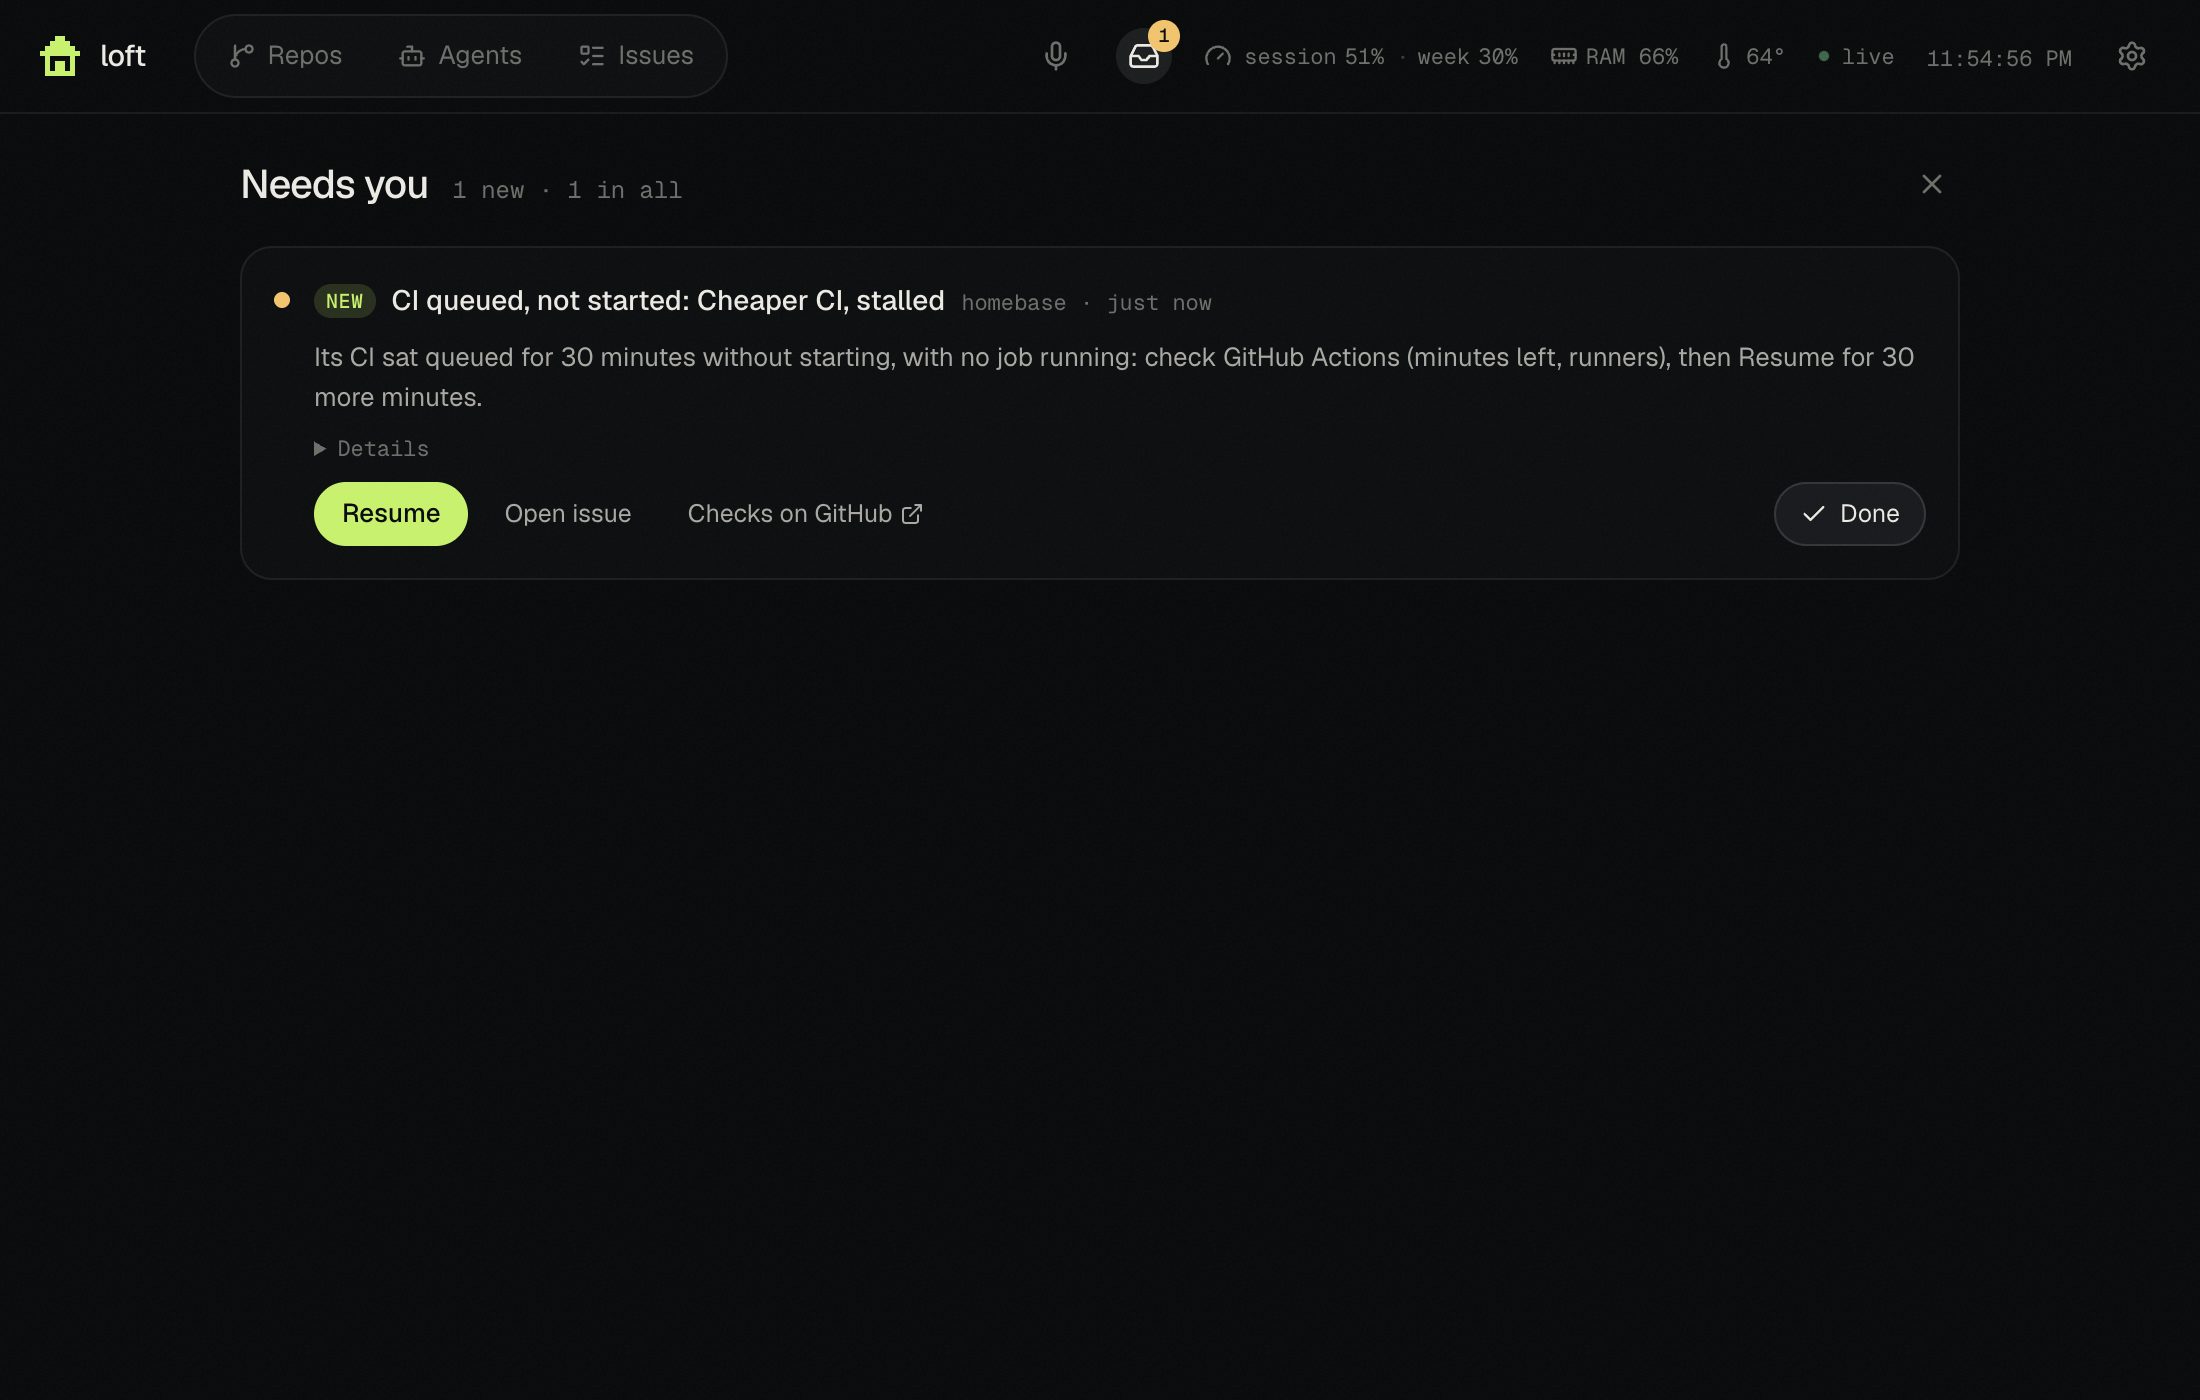 loft
Repos
Agents
Issues
1
session 51% · week 30%
RAM 66%
64°
live
11:54:56 PM
Needs you 1 new · 1 in all
NEW CI queued, not started: Cheaper CI, stalled homebase · just now
Its CI sat queued for 30 minutes without starting, with no job running: check GitHub Actions (minutes left, runners), then Resume for 30
more minutes.
Details
Resume Open issue Checks on GitHub Done